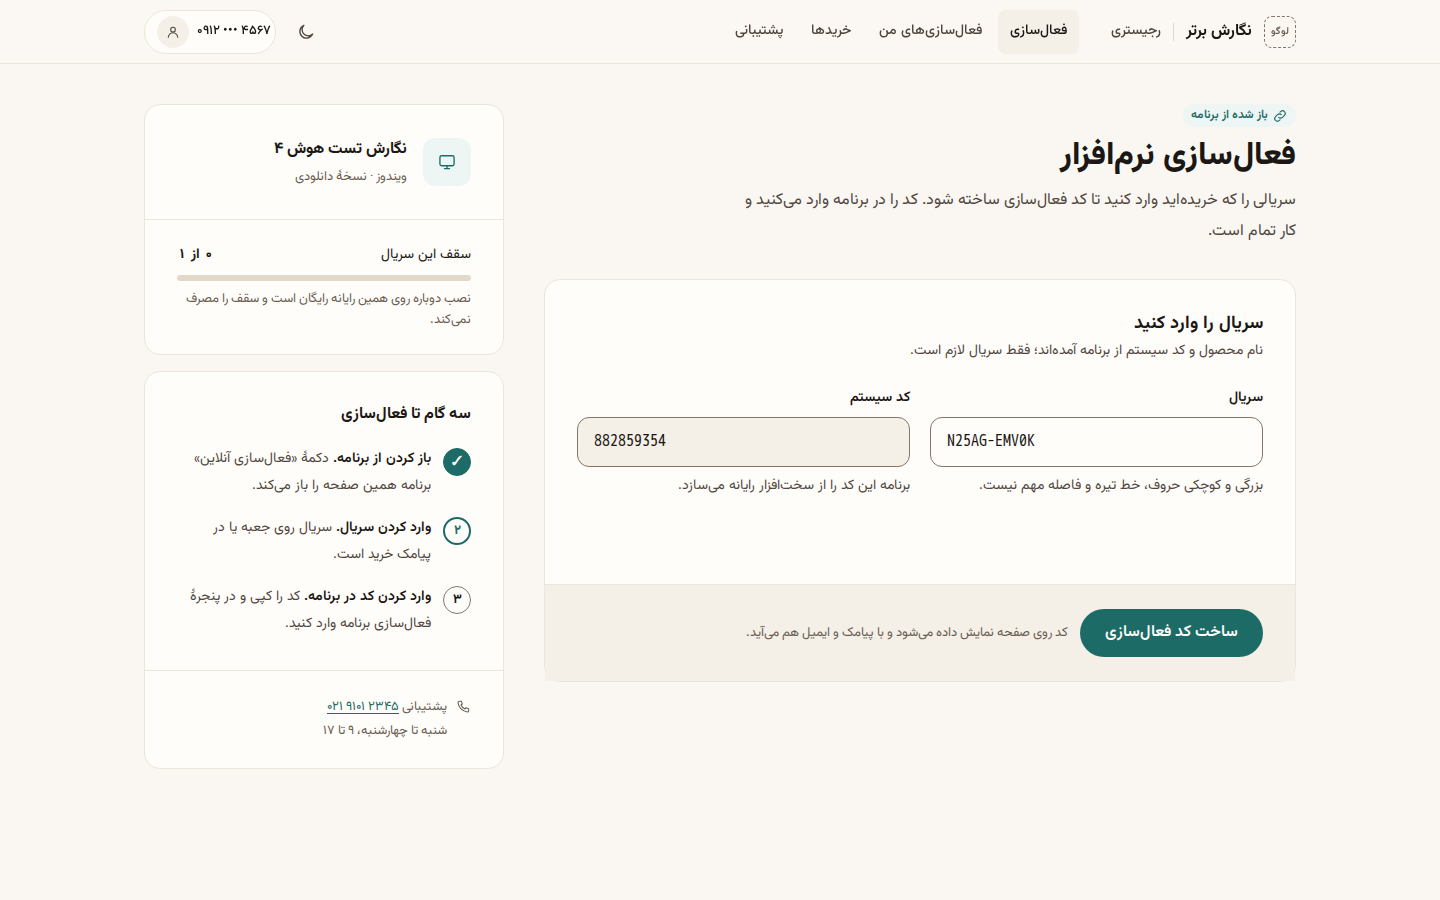 لوگو
نگارش برتر
رجیستری
فعال‌سازی
فعال‌سازی‌های من
خریدها
پشتیبانی
۰۹۱۲ ••• ۴۵۶۷
باز شده از برنامه
فعال‌سازی نرم‌افزار
سریالی را که خریده‌اید وارد کنید تا کد فعال‌سازی ساخته شود. کد را در برنامه وارد می‌کنید و
کار تمام است.
سریال را وارد کنید
نام محصول و کد سیستم از برنامه آمده‌اند؛ فقط سریال لازم است.
سریال
N25AG-EMV0K
بزرگی و کوچکی حروف، خط تیره و فاصله مهم نیست.
کد سیستم
882859354
برنامه این کد را از سخت‌افزار رایانه می‌سازد.
ساخت کد فعال‌سازی
کد روی صفحه نمایش داده می‌شود و با پیامک و ایمیل هم می‌آید.
نگارش تست هوش ۴
ویندوز · نسخهٔ دانلودی
سقف این سریال
۰ از ۱
نصب دوباره روی همین رایانه رایگان است و سقف را مصرف
نمی‌کند.
سه گام تا فعال‌سازی
✓
باز کردن از برنامه. دکمهٔ «فعال‌سازی آنلاین»
برنامه همین صفحه را باز می‌کند.
۲
وارد کردن سریال. سریال روی جعبه یا در
پیامک خرید است.
۳
وارد کردن کد در برنامه. کد را کپی و در پنجرهٔ
فعال‌سازی برنامه وارد کنید.
پشتیبانی ۰۲۱ ۹۱۰۱ ۲۳۴۵
شنبه تا چهارشنبه، ۹ تا ۱۷